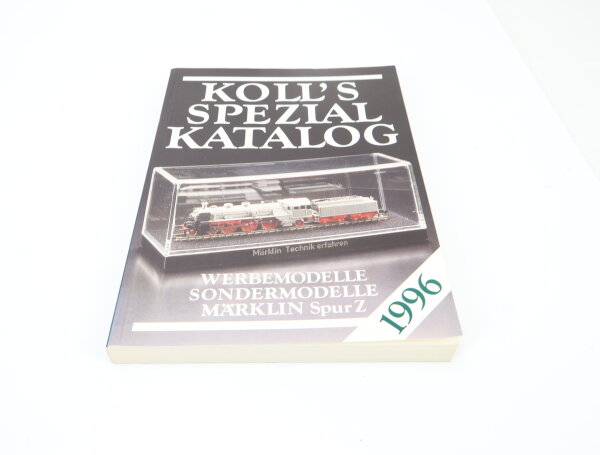 KOLL'S
SPEZIAL
KATALOG
Märklin Technik erfahren
WERBEMODELLE
SONDERMODELLE
MÄRKLIN Spur Z
1996